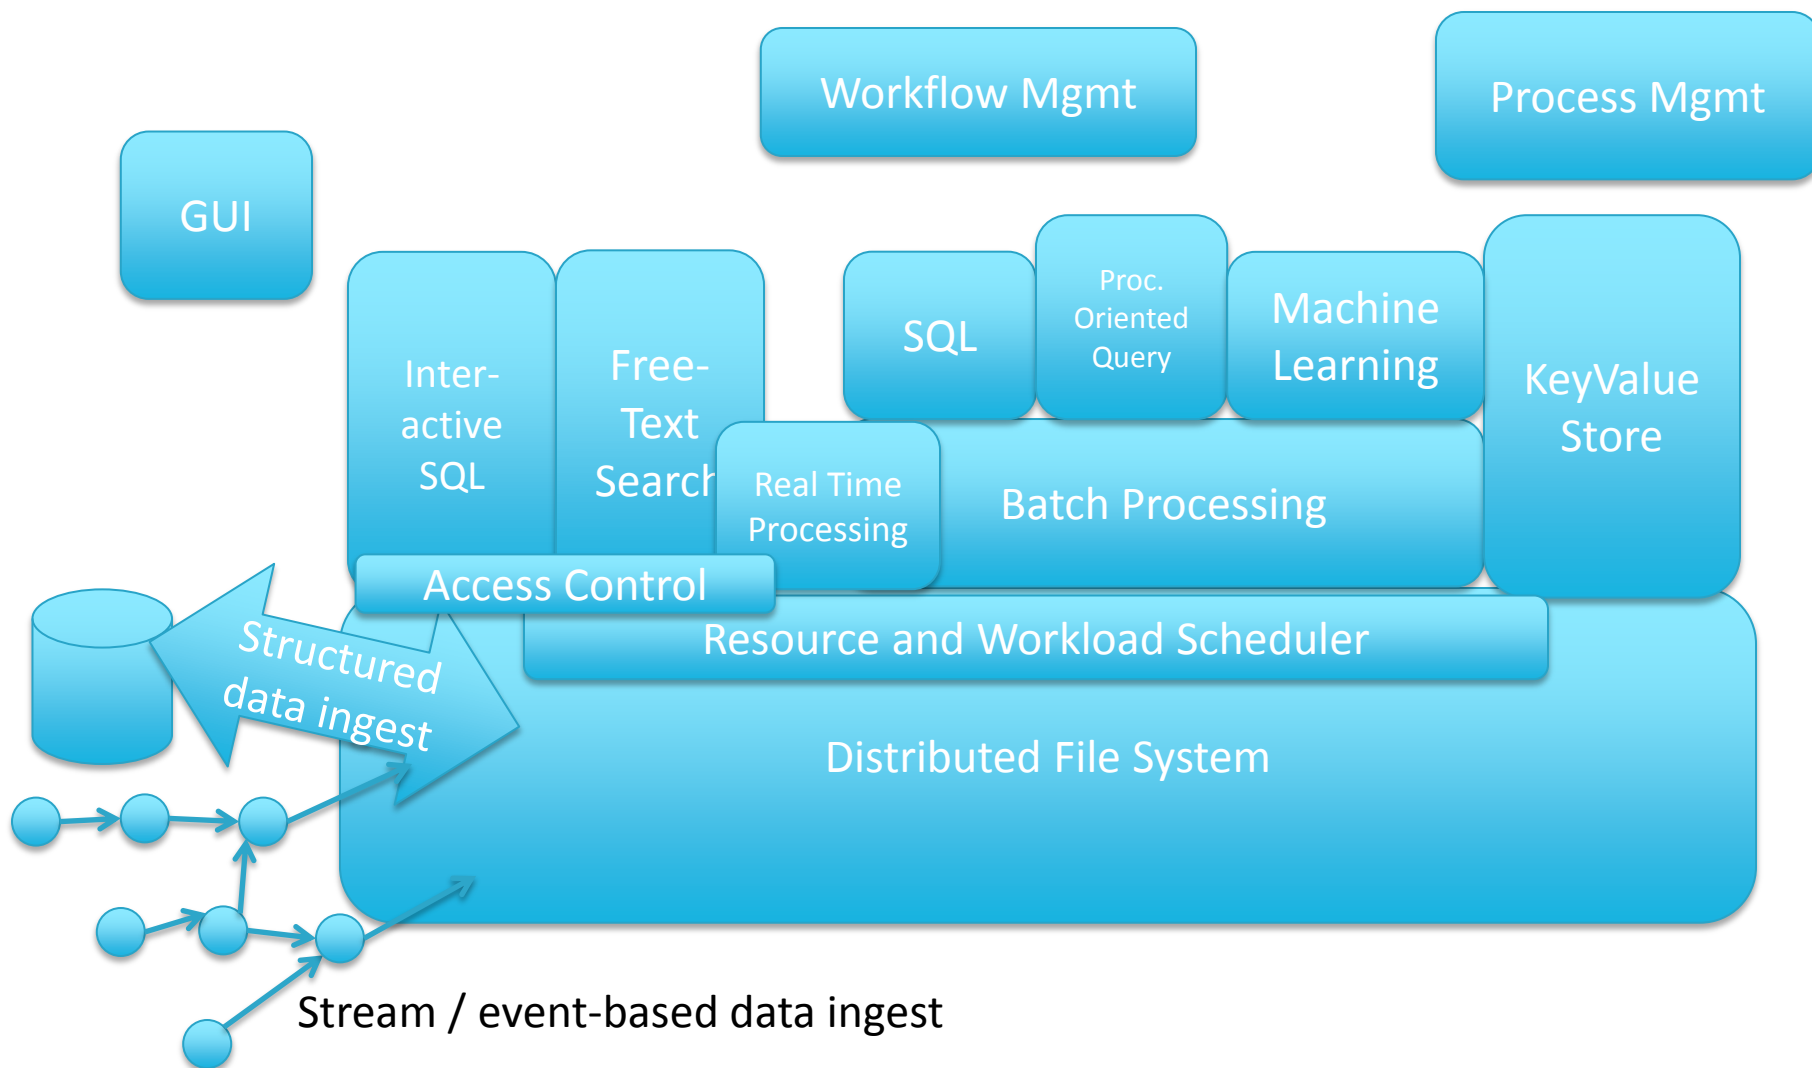 Workflow Mgmt
Process Mgmt
GUI
Inter-
active
SQL
Free-
Text
Search
SQL
Proc.
Oriented
Query
Machine
Learning
KeyValue
Store
Real Time
Processing
Batch Processing
Access Control
Resource and Workload Scheduler
Structured
data ingest
Distributed File System
Stream / event-based data ingest